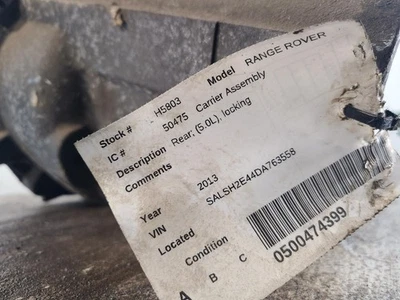 Stock # H5803 Model RANGE ROVER
IC # 50475 Carrier Assembly
Description Rear, (5.0L), locking
Comments
Year 2013
VIN SALSH2E44DA763558
Located
Condition
A B C
0500474399